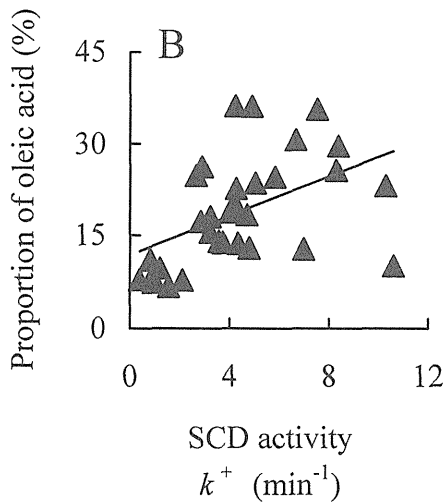 B
Proportion of oleic acid (%)
45
30
15
0
0 4 8 12
SCD activity
k⁺ (min⁻¹)